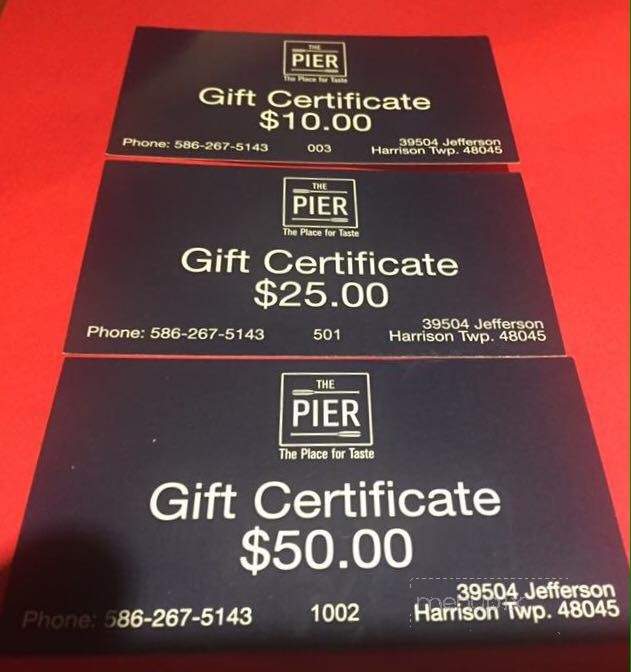 THE
PIER
The Place for Taste
Gift Certificate
$10.00
Phone: 586-267-5143 003 39504 Jefferson
Harrison Twp. 48045
THE
PIER
The Place for Taste
Gift Certificate
$25.00
Phone: 586-267-5143 501 39504 Jefferson
Harrison Twp. 48045
THE
PIER
The Place for Taste
Gift Certificate
$50.00
Phone: 586-267-5143 1002 39504 Jefferson
Harrison Twp. 48045